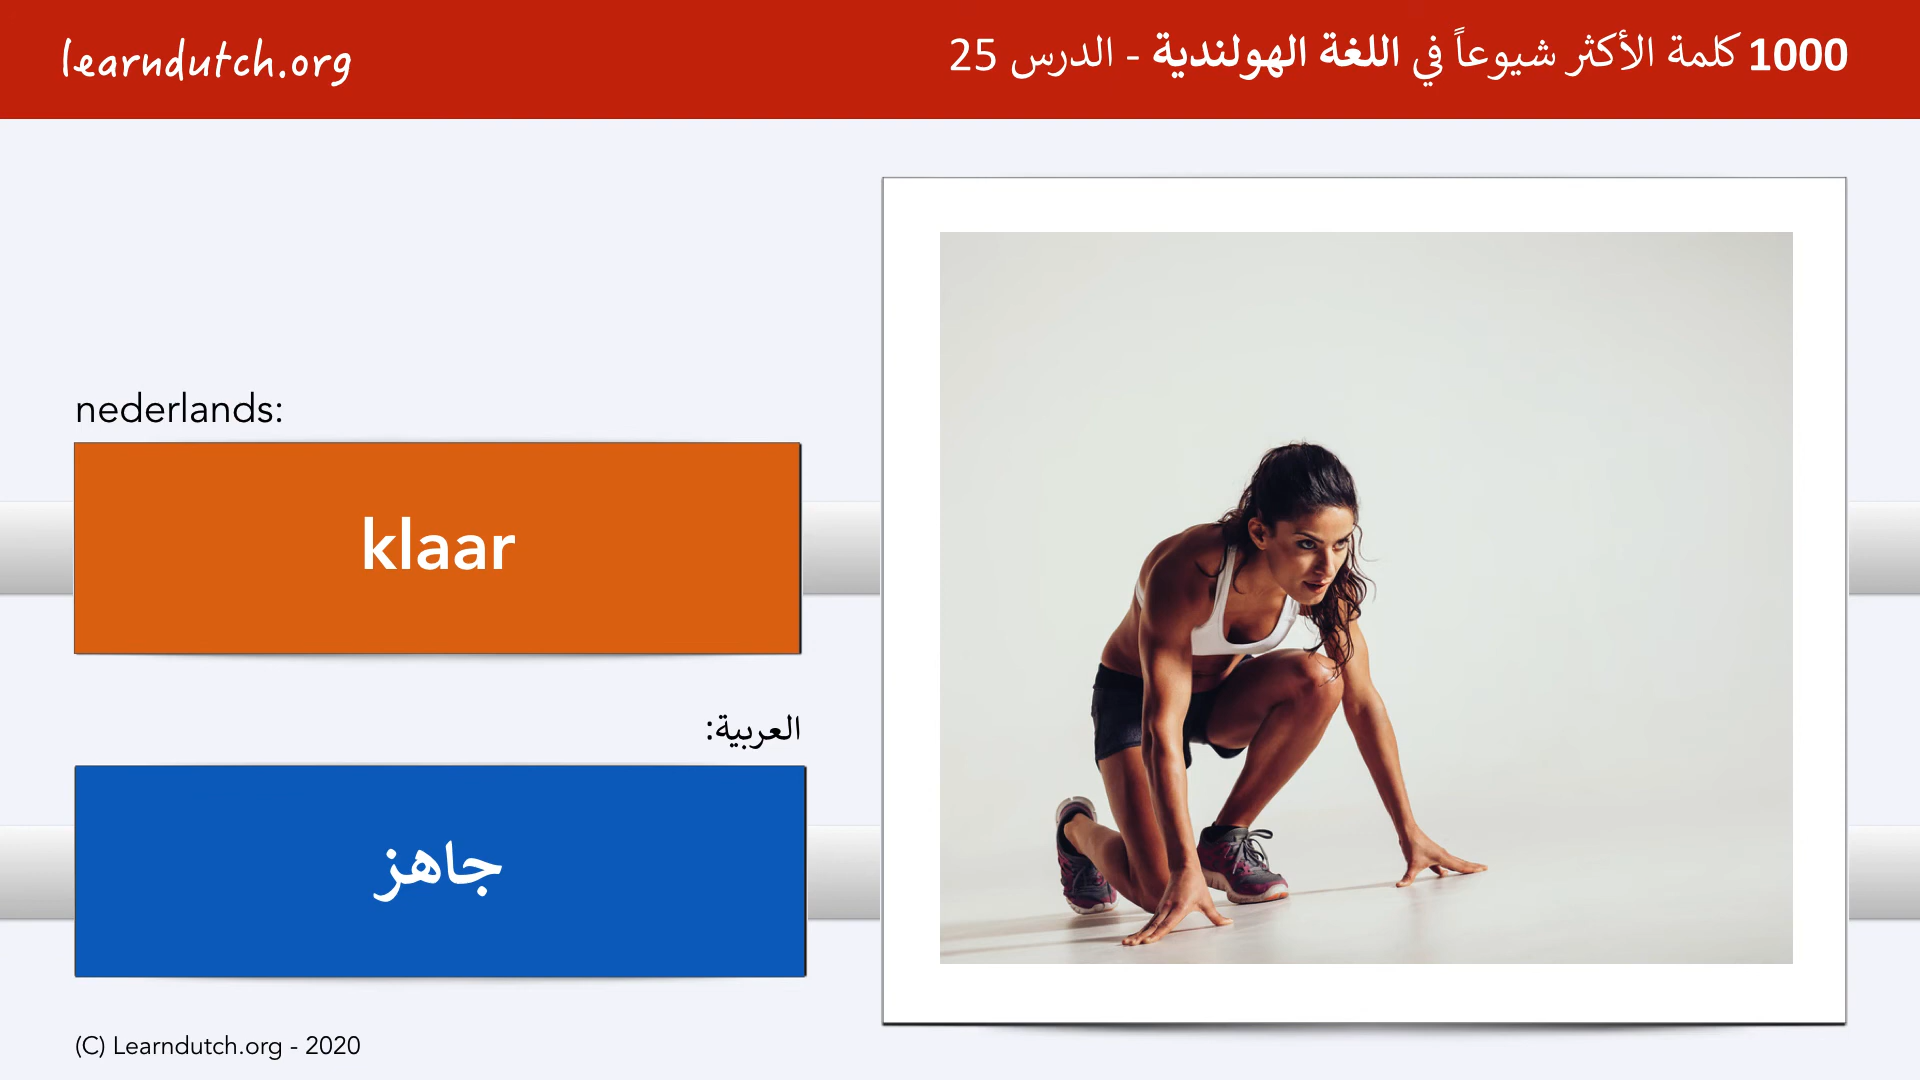 learndutch.org
1000 كلمة الأكثر شيوعاً في اللغة الهولندية - الدرس 25
nederlands:
klaar
العربية:
جاهز
(C) Learndutch.org - 2020